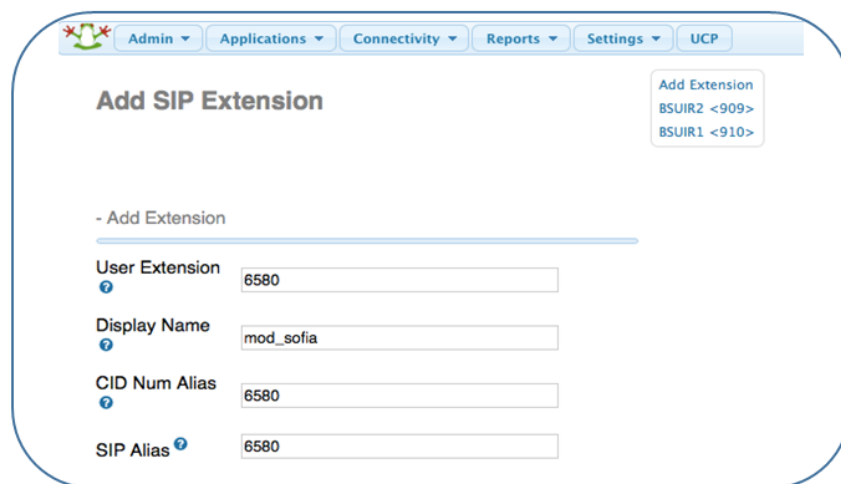 Admin Applications Connectivity Reports Settings UCP
Add SIP Extension
Add Extension
BSUIR2 <909>
BSUIR1 <910>
- Add Extension
User Extension
? 6580
Display Name
? mod_sofia
CID Num Alias
? 6580
SIP Alias ? 6580